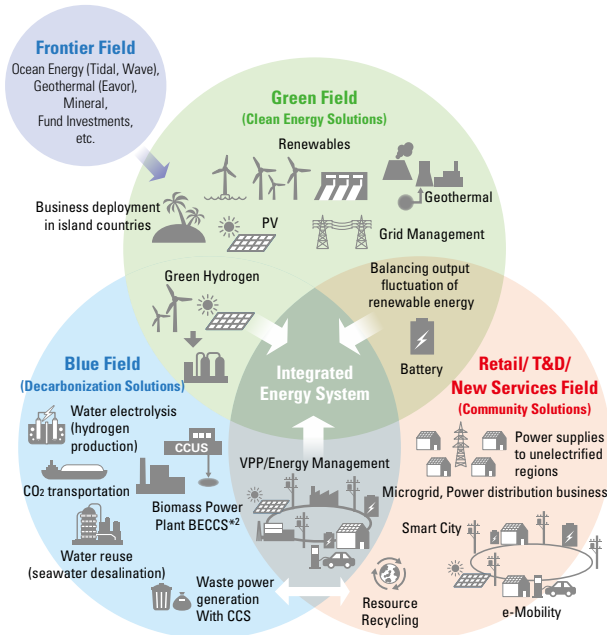 Frontier Field
Ocean Energy (Tidal, Wave),
Geothermal (Eavor),
Mineral,
Fund Investments,
etc.
Green Field
(Clean Energy Solutions)
Renewables
Geothermal
Business deployment
in island countries
PV
Grid Management
Green Hydrogen
Balancing output
fluctuation of
renewable energy
Battery
Integrated
Energy System
Blue Field
(Decarbonization Solutions)
Water electrolysis
(hydrogen
production)
CCUS
CO₂ transportation
Biomass Power
Plant BECCS*²
Water reuse
(seawater desalination)
Waste power
generation
With CCS
VPP/Energy Management
Retail/ T&D/
New Services Field
(Community Solutions)
Power supplies
to unelectrified
regions
Microgrid, Power distribution business
Smart City
e-Mobility
Resource
Recycling